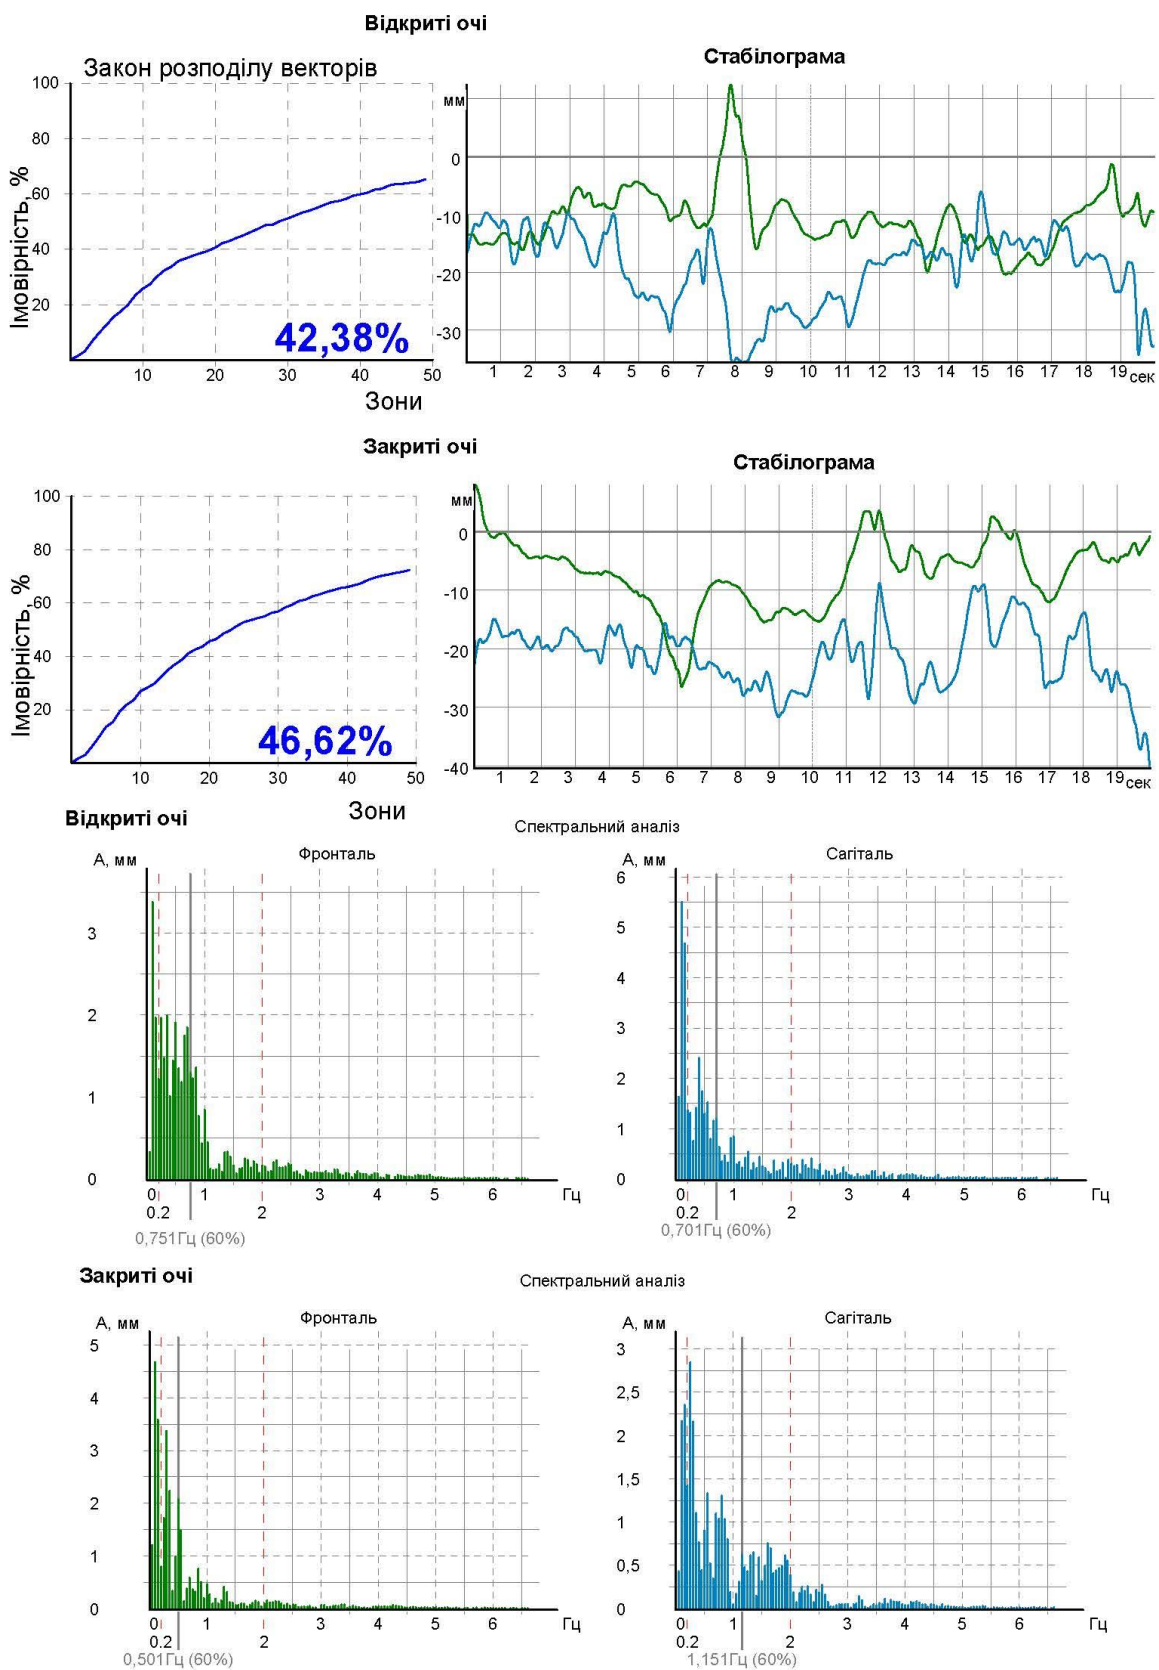 Відкриті очі
Закон розподілу векторів
Імовірність, %
100
80
60
40
20
42,38%
10 20 30 40 50
Зони
Стабілограма
мм
0
-10
-20
-30
1 2 3 4 5 6 7 8 9 10 11 12 13 14 15 16 17 18 19 сек
Закриті очі
Імовірність, %
100
80
60
40
20
46,62%
10 20 30 40 50
Зони
Стабілограма
мм
0
-10
-20
-30
-40
1 2 3 4 5 6 7 8 9 10 11 12 13 14 15 16 17 18 19 сек
Відкриті очі
Спектральний аналіз
А, мм
Фронталь
3
2
1
0
0 1 3 4 5 6 Гц
0.2 2
0,751Гц (60%)
А, мм
Сагіталь
6
5
4
3
2
1
0
0 1 3 4 5 6 Гц
0.2 2
0,701Гц (60%)
Закриті очі
Спектральний аналіз
А, мм
Фронталь
5
4
3
2
1
0
0 1 3 4 5 6 Гц
0.2 2
0,501Гц (60%)
А, мм
Сагіталь
3
2,5
2
1,5
1
0,5
0
0 1 3 4 5 6 Гц
0.2 2
1,151Гц (60%)